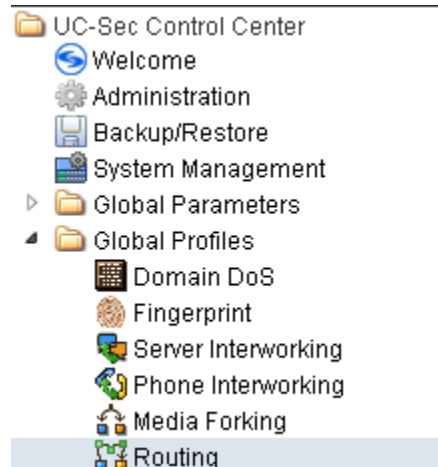 UC-Sec Control Center
Welcome
Administration
Backup/Restore
System Management
Global Parameters
Global Profiles
Domain DoS
Fingerprint
Server Interworking
Phone Interworking
Media Forking
Routing